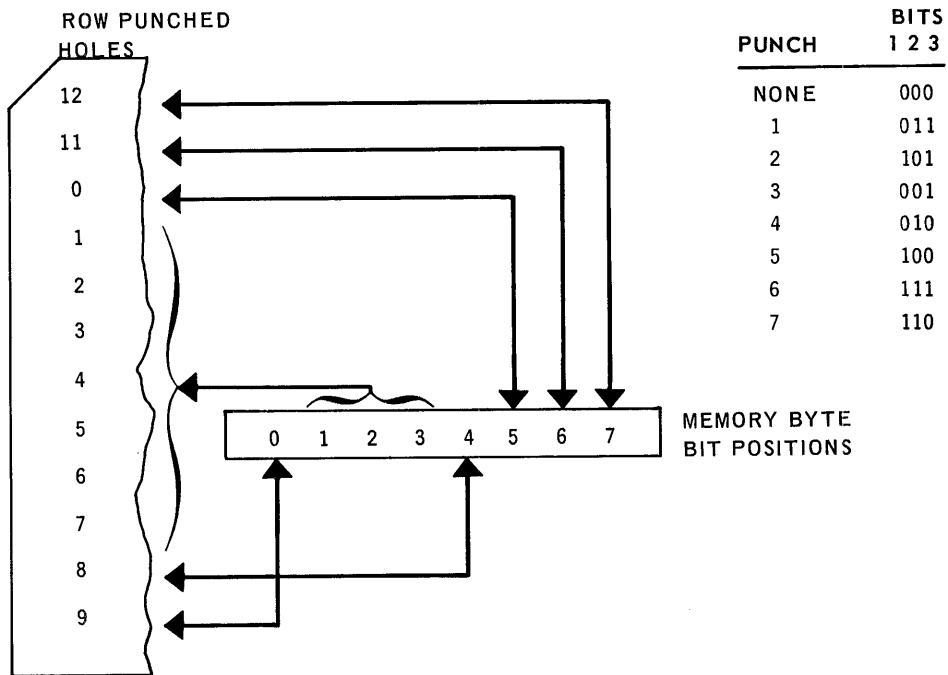 ROW PUNCHED
HOLES
12
11
0
1
2
3
4
5
6
7
8
9
0 1 2 3 4 5 6 7
MEMORY BYTE
BIT POSITIONS
BITS
PUNCH 1 2 3
NONE 000
1 011
2 101
3 001
4 010
5 100
6 111
7 110